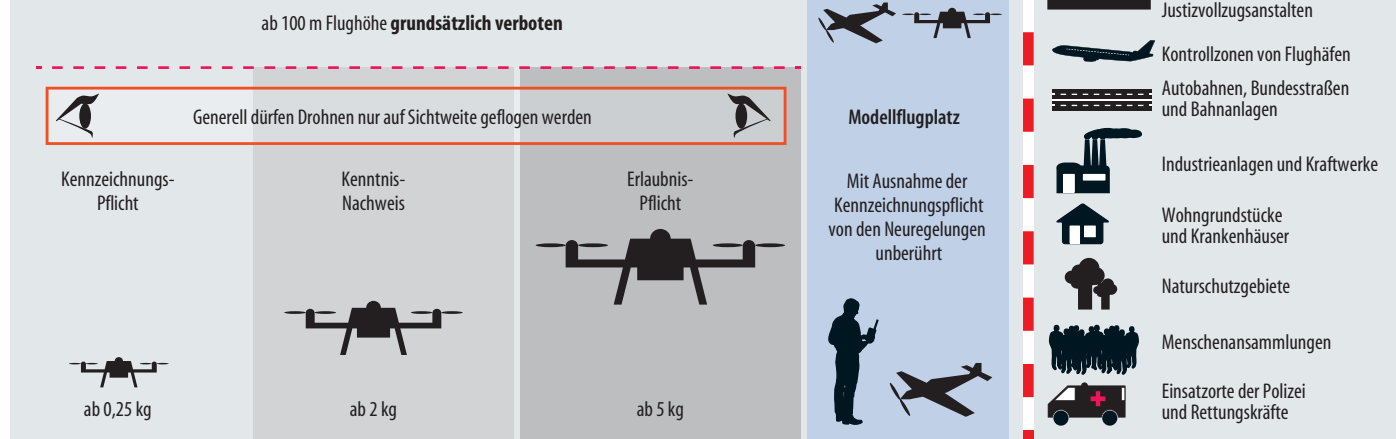 ab 100 m Flughöhe grundsätzlich verboten
Generell dürfen Drohnen nur auf Sichtweite geflogen werden
Kennzeichnungs-
Pflicht
ab 0,25 kg
Kenntnis-
Nachweis
ab 2 kg
Erlaubnis-
Pflicht
ab 5 kg
Modellflugplatz
Mit Ausnahme der
Kennzeichnungspflicht
von den Neuregelungen
unberührt
Justizvollzugsanstalten
Kontrollzonen von Flughäfen
Autobahnen, Bundesstraßen
und Bahnanlagen
Industrieanlagen und Kraftwerke
Wohngrundstücke
und Krankenhäuser
Naturschutzgebiete
Menschenansammlungen
Einsatzorte der Polizei
und Rettungskräfte